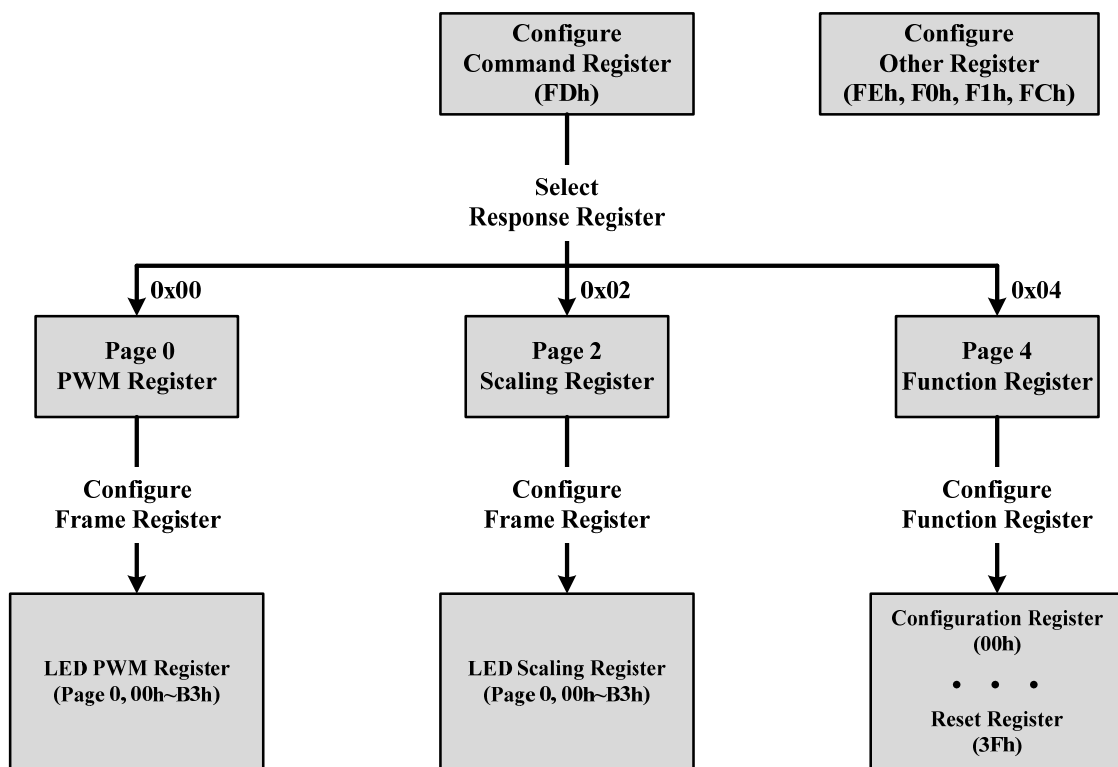 Configure
Command Register
(FDh)
Configure
Other Register
(FEh, F0h, F1h, FCh)
Select
Response Register
0x00
0x02
0x04
Page 0
PWM Register
Page 2
Scaling Register
Page 4
Function Register
Configure
Frame Register
Configure
Frame Register
Configure
Function Register
LED PWM Register
(Page 0, 00h~B3h)
LED Scaling Register
(Page 0, 00h~B3h)
Configuration Register
(00h)
• • •
Reset Register
(3Fh)